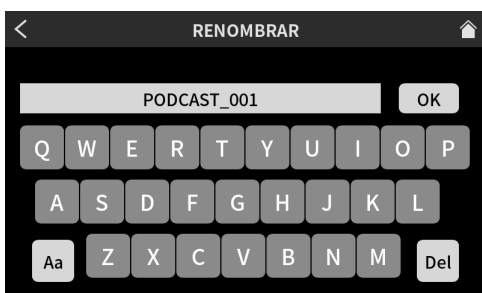 RENOMBRAR
PODCAST_001 OK
Q W E R T Y U I O P
A S D F G H J K L
Aa Z X C V B N M Del